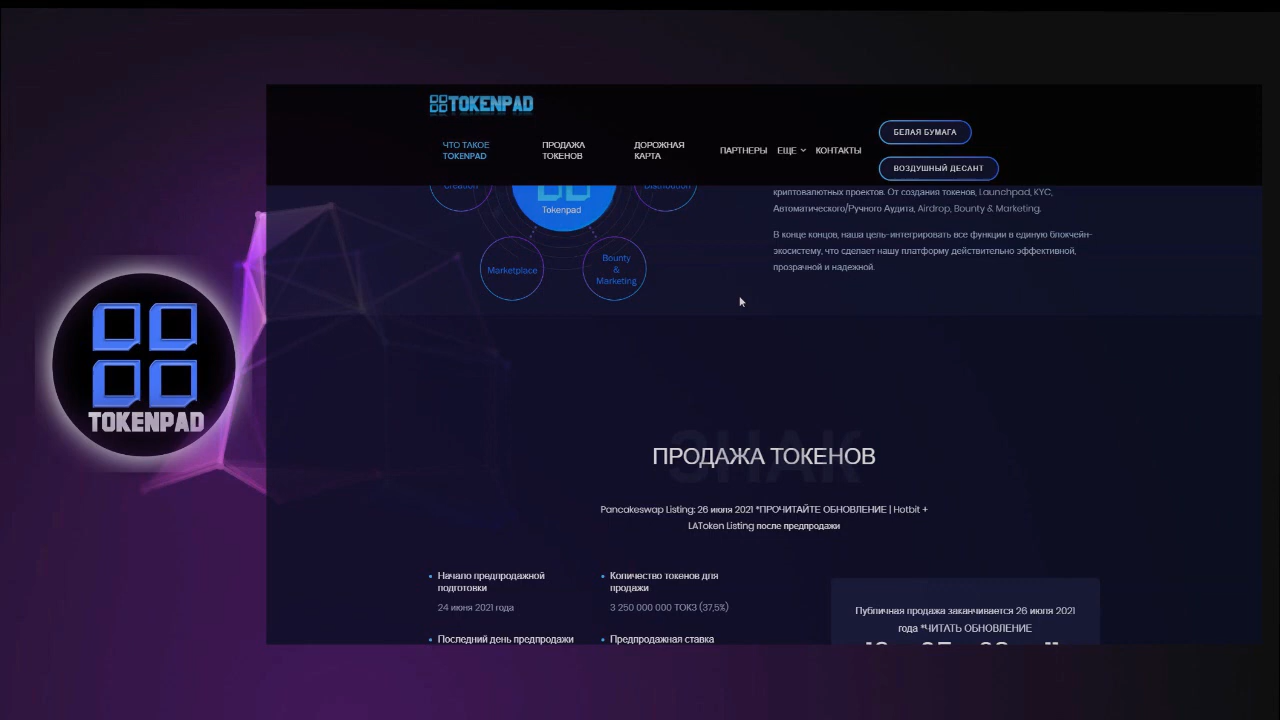 TOKENPAD
БЕЛАЯ БУМАГА
ЧТО ТАКОЕ
TOKENPAD
ПРОДАЖА
ТОКЕНОВ
ДОРОЖНАЯ
КАРТА
ПАРТНЕРЫ
ЕЩЕ
КОНТАКТЫ
ВОЗДУШНЫЙ ДЕСАНТ
Creation
Distribution
Tokenpad
Marketplace
Bounty
&
Marketing
криптовалютных проектов. От создания токенов, Launchpad, KYC,
Автоматического/Ручного Аудита, Airdrop, Bounty & Marketing.
В конце концов, наша цель-интегрировать все функции в единую блокчейн-
экосистему, что сделает нашу платформу действительно эффективной,
прозрачной и надежной.
TOKENPAD
ЗНАК
ПРОДАЖА ТОКЕНОВ
Pancakeswap Listing: 26 июля 2021 *ПРОЧИТАЙТЕ ОБНОВЛЕНИЕ | Hotbit +
LAToken Listing после предпродажи
Начало предпродажной
подготовки
24 июня 2021 года
Количество токенов для
продажи
3 250 000 000 ТОКЗ (37,5%)
Последний день предпродажи
Предпродажная ставка
Публичная продажа заканчивается 26 июля 2021
года *ЧИТАТЬ ОБНОВЛЕНИЕ